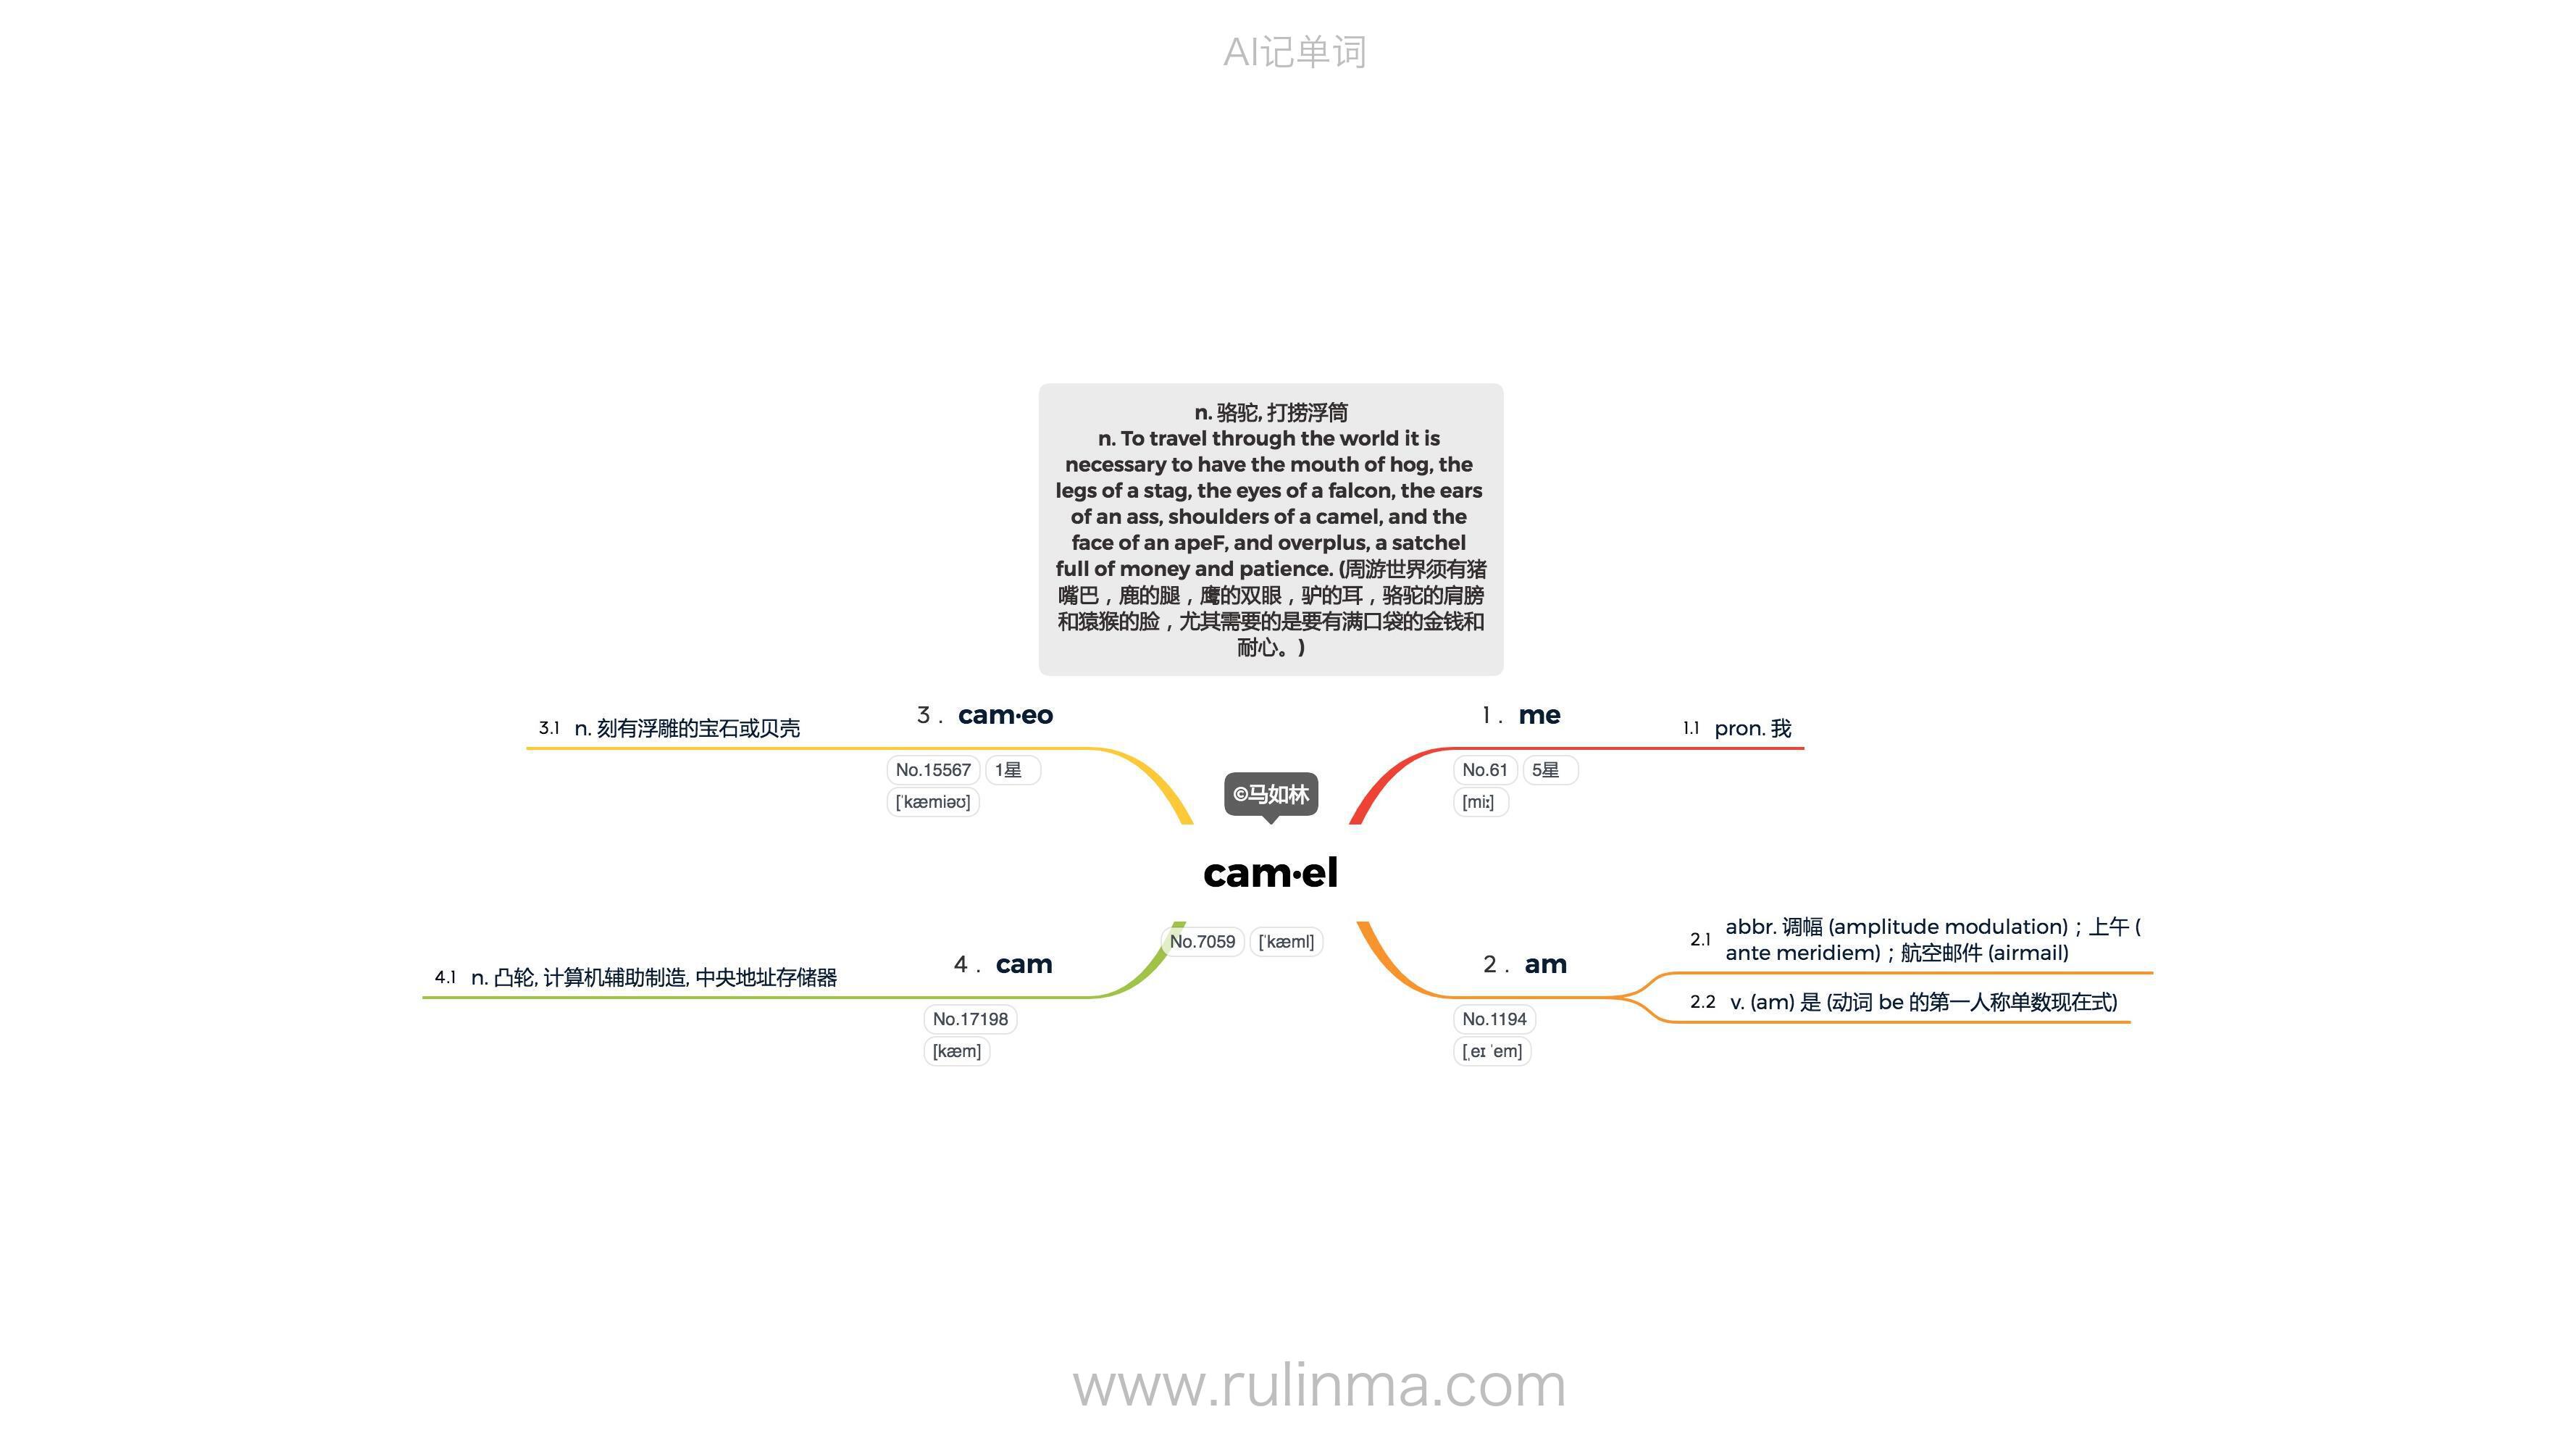 AI记单词
n. 骆驼, 打捞浮筒
n. To travel through the world it is
necessary to have the mouth of hog, the
legs of a stag, the eyes of a falcon, the ears
of an ass, shoulders of a camel, and the
face of an apeF, and overplus, a satchel
full of money and patience. (周游世界须有猪
嘴巴，鹿的腿，鹰的双眼，驴的耳，骆驼的肩膀
和猿猴的脸，尤其需要的是要有满口袋的金钱和
耐心。)
©马如林
cam·el
No.7059 [ˈkæml]
1 . me
No.61 5星
[miː]
1.1 pron. 我
2 . am
No.1194
[ˌeɪ ˈem]
2.1 abbr. 调幅 (amplitude modulation)；上午 (
ante meridiem)；航空邮件 (airmail)
2.2 v. (am) 是 (动词 be 的第一人称单数现在式)
3 . cam·eo
No.15567 1星
[ˈkæmiəʊ]
3.1 n. 刻有浮雕的宝石或贝壳
4 . cam
No.17198
[kæm]
4.1 n. 凸轮, 计算机辅助制造, 中央地址存储器
www.rulinma.com